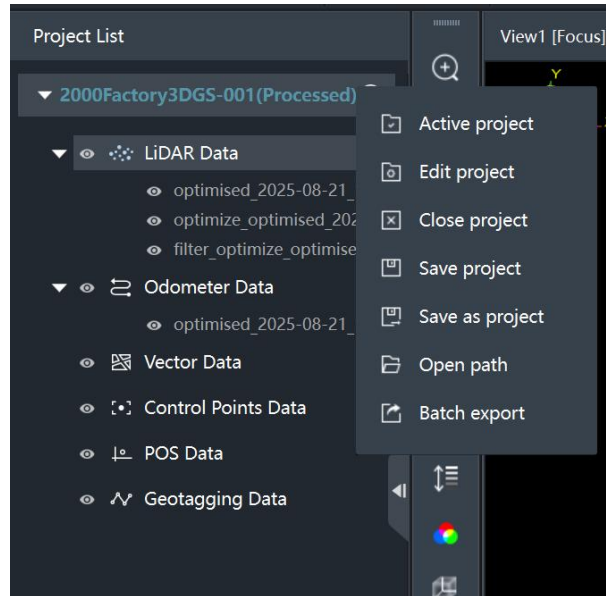 Project List
View1 [Focus]
2000Factory3DGS-001(Processed)
Y
Active project
LiDAR Data
Edit project
optimised_2025-08-21_
optimize_optimised_202
Close project
filter_optimize_optimise
Save project
Odometer Data
Save as project
optimised_2025-08-21_
Vector Data
Open path
Control Points Data
Batch export
POS Data
Geotagging Data